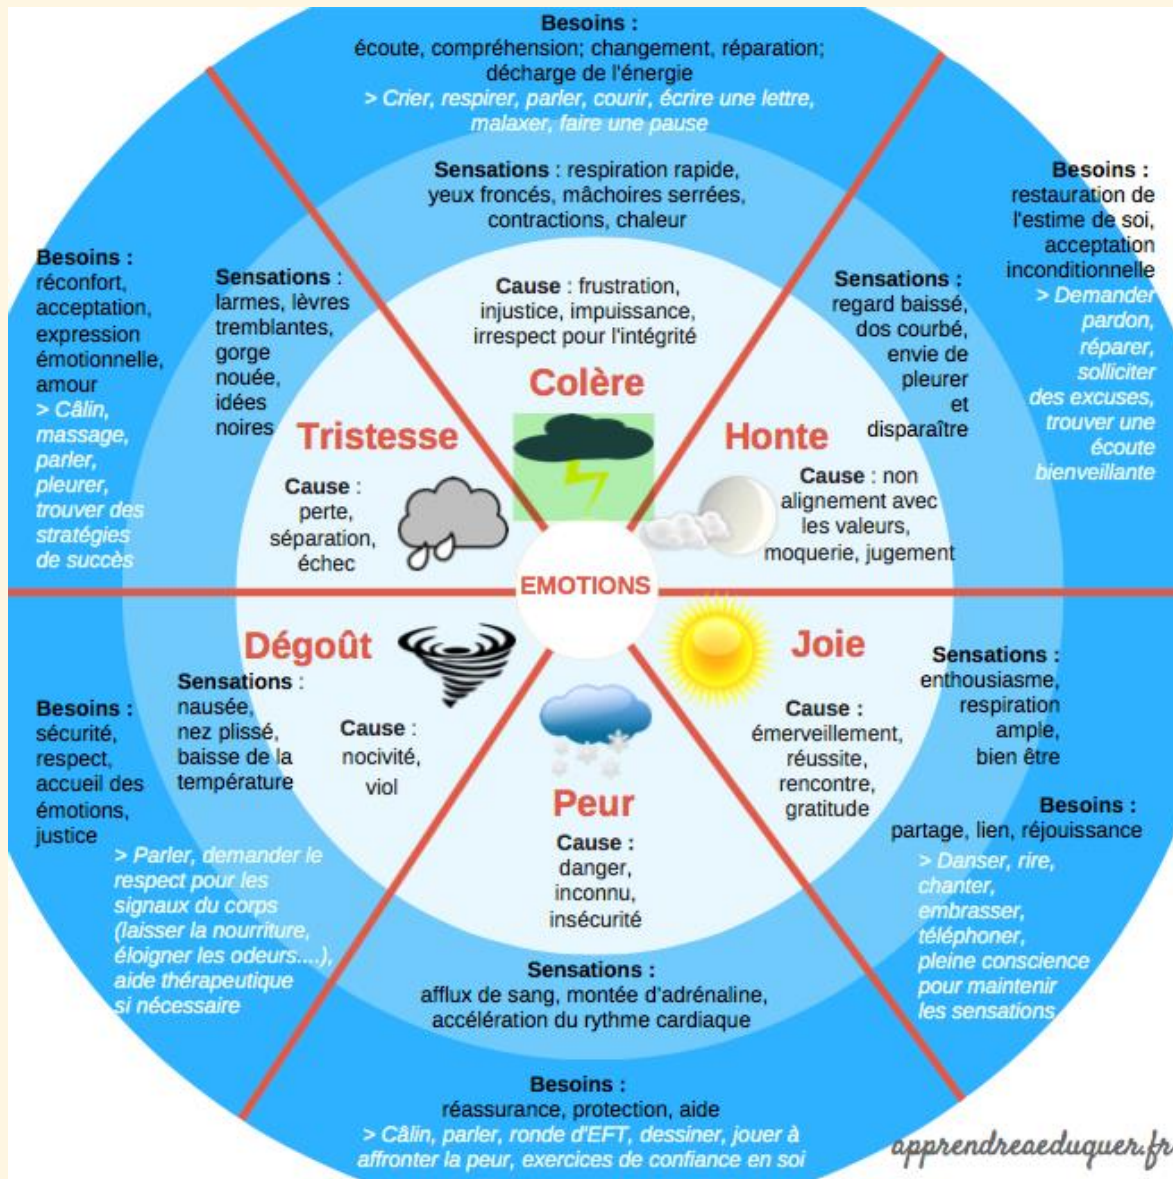 Besoins :
écoute, compréhension; changement, réparation;
décharge de l'énergie
> Crier, respirer, parler, courir, écrire une lettre,
malaxer, faire une pause
Sensations : respiration rapide,
yeux froncés, mâchoires serrées,
contractions, chaleur
Cause : frustration,
injustice, impuissance,
irrespect pour l'intégrité
Colère
Besoins :
restauration de
l'estime de soi,
acceptation
inconditionnelle
> Demander
pardon,
réparer,
solliciter
des excuses,
trouver une
écoute
bienveillante
Sensations :
regard baissé,
dos courbé,
envie de
pleurer
et
disparaître
Honte
Cause : non
alignement avec
les valeurs,
moquerie, jugement
Besoins :
réconfort,
acceptation,
expression
émotionnelle,
amour
> Câlin,
massage,
parler,
pleurer,
trouver des
stratégies
de succès
Sensations :
larmes, lèvres
tremblantes,
gorge
nouée,
idées
noires
Tristesse
Cause :
perte,
séparation,
échec
EMOTIONS
Dégoût
Sensations :
nausée,
nez plissé,
baisse de la
température
Cause :
nocivité,
viol
Besoins :
sécurité,
respect,
accueil des
émotions,
justice
> Parler, demander le
respect pour les
signaux du corps
(laisser la nourriture,
éloigner les odeurs....),
aide thérapeutique
si nécessaire
Joie
Cause :
émerveillement,
réussite,
rencontre,
gratitude
Sensations :
enthousiasme,
respiration
ample,
bien être
Besoins :
partage, lien, réjouissance
> Danser, rire,
chanter,
embrasser,
téléphoner,
pleine conscience
pour maintenir
les sensations
Peur
Cause :
danger,
inconnu,
insécurité
Sensations :
afflux de sang, montée d'adrénaline,
accélération du rythme cardiaque
Besoins :
réassurance, protection, aide
> Câlin, parler, ronde d'EFT, dessiner, jouer à
affronter la peur, exercices de confiance en soi
apprendreaeduquer.fr